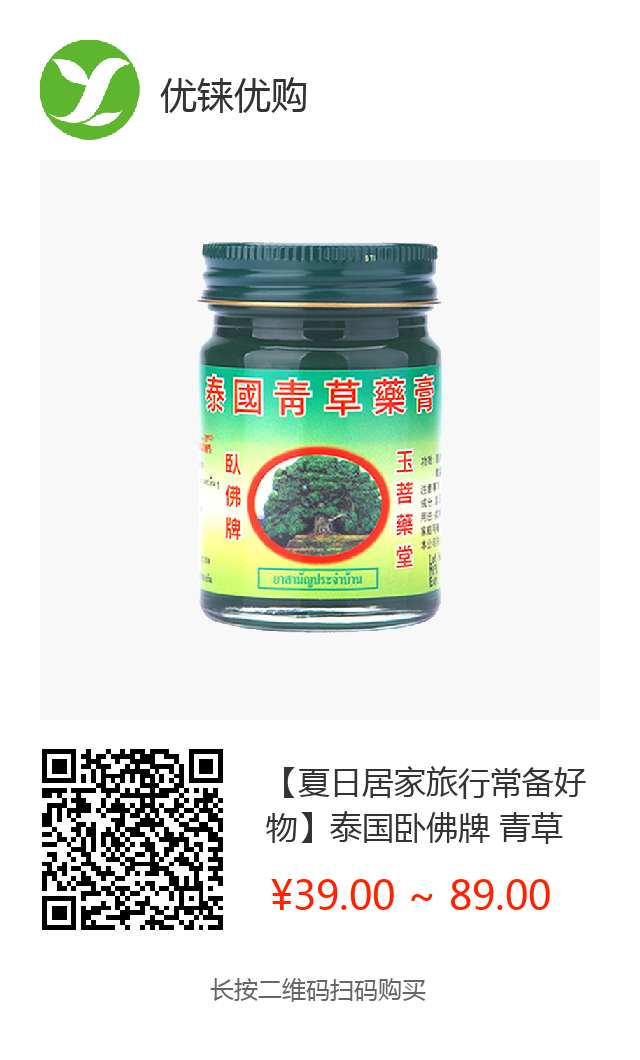 优铼优购
泰國青草藥膏
臥佛牌
玉菩藥堂
ยาสามัญประจำบ้าน
【夏日居家旅行常备好
物】泰国卧佛牌 青草
¥39.00 ~ 89.00
长按二维码扫码购买